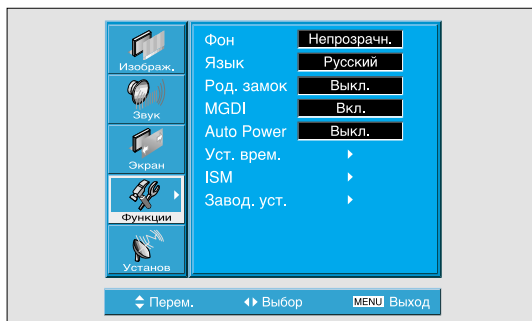 Изображ.
Звук
Экран
Функции
Установ
Фон Непрозрачн.
Язык Русский
Род. замок Выкл.
MGDI Вкл.
Auto Power Выкл.
Уст. врем.
ISM
Завод. уст.
Перем. Выбор MENU Выход